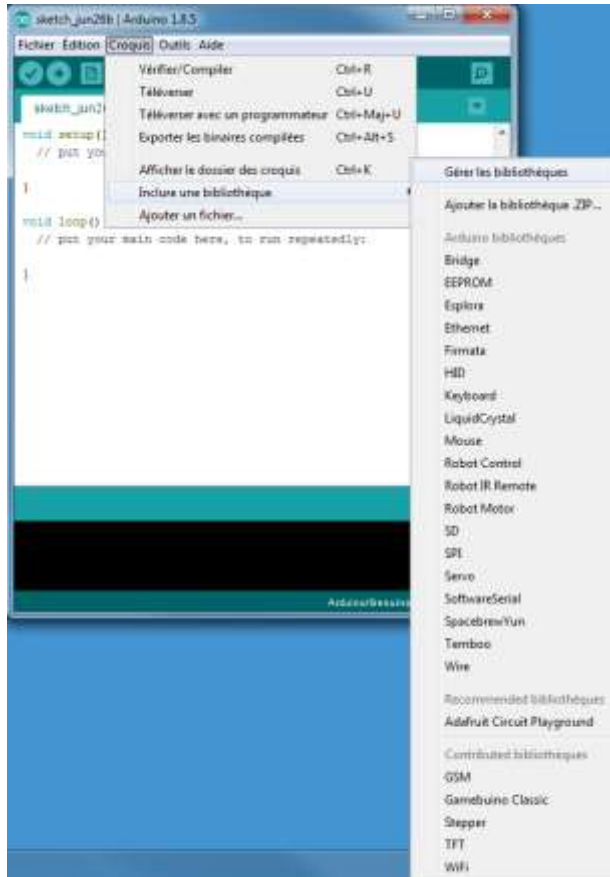 sketch_jun26b | Arduino 1.8.5
Fichier Édition Croquis Outils Aide
Vérifier/Compiler Ctrl+R
Téléverser Ctrl+U
Téléverser avec un programmateur Ctrl+Maj+U
Exporter les binaires compilées Ctrl+Alt+S
Afficher le dossier des croquis Ctrl+K
Inclure une bibliothèque
Ajouter un fichier...
sketch_jun2
void setup()
// put yo
}
void loop()
// put your main code here, to run repeatedly:
}
Gérer les bibliothèques
Ajouter la bibliothèque .ZIP...
Arduino bibliothèques
Bridge
EEPROM
Esplora
Ethernet
Firmata
HID
Keyboard
LiquidCrystal
Mouse
Robot Control
Robot IR Remote
Robot Motor
SD
SPI
Servo
SoftwareSerial
SpacebrewYun
Temboo
Wire
Recommended bibliothèques
Adafruit Circuit Playground
Contributed bibliothèques
GSM
Gamebuino Classic
Stepper
TFT
WiFi